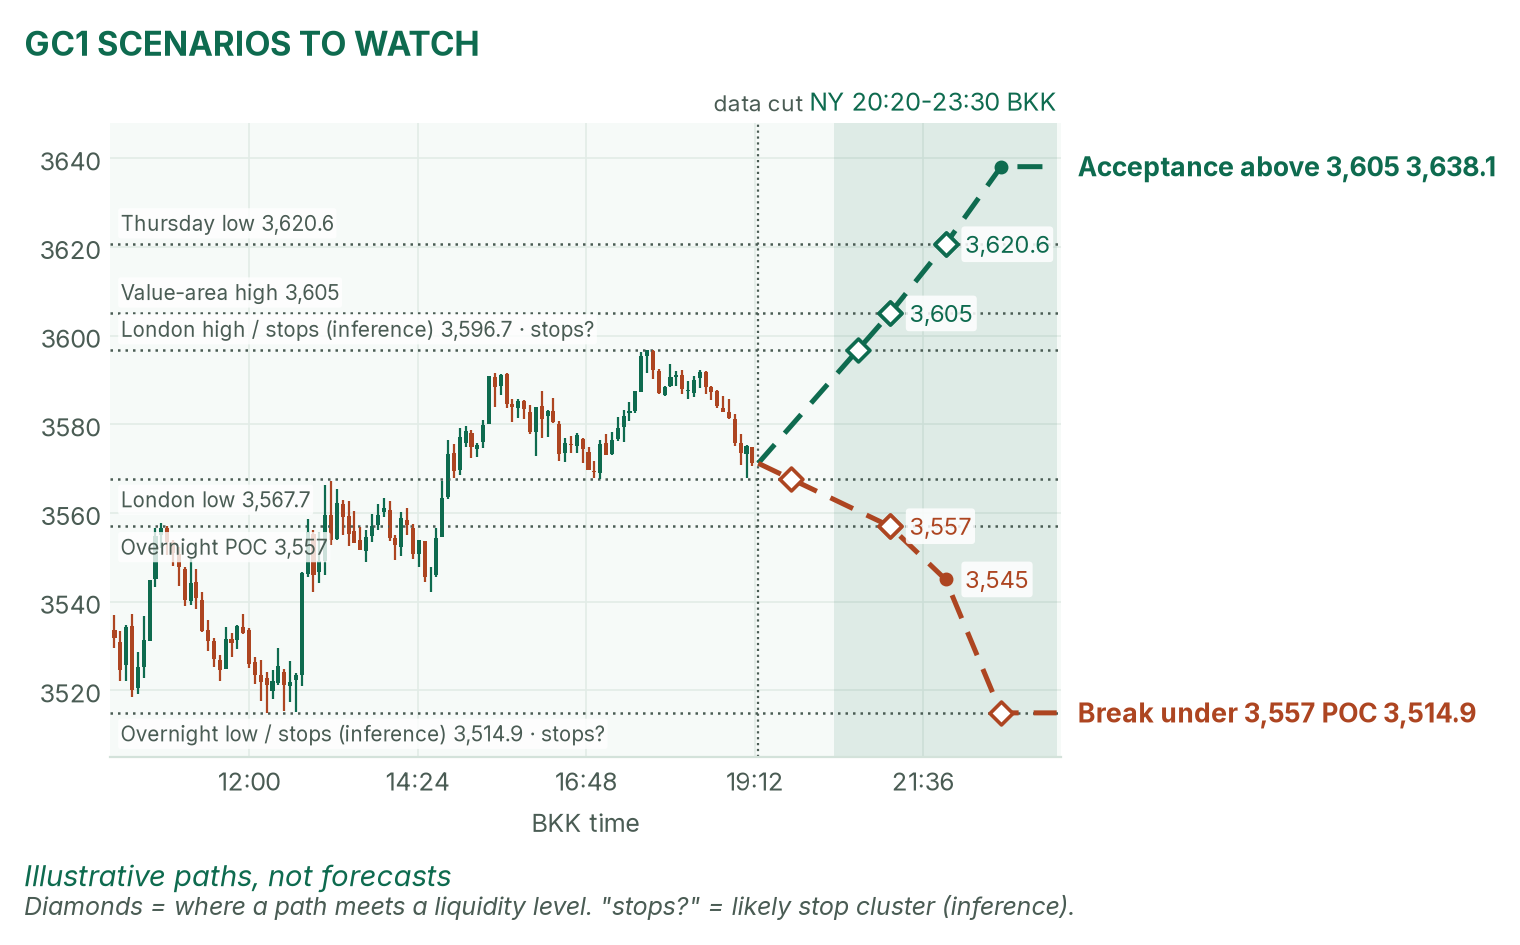 GC1 SCENARIOS TO WATCH
data cut NY 20:20-23:30 BKK
3640
Acceptance above 3,605 3,638.1
Thursday low 3,620.6
3620
3,620.6
Value-area high 3,605
3,605
London high / stops (inference) 3,596.7 · stops?
3600
3580
London low 3,567.7
3560
3,557
Overnight POC 3,557
3,545
3540
3520
Break under 3,557 POC 3,514.9
Overnight low / stops (inference) 3,514.9 · stops?
12:00 14:24 16:48 19:12 21:36
BKK time
Illustrative paths, not forecasts
Diamonds = where a path meets a liquidity level. "stops?" = likely stop cluster (inference).